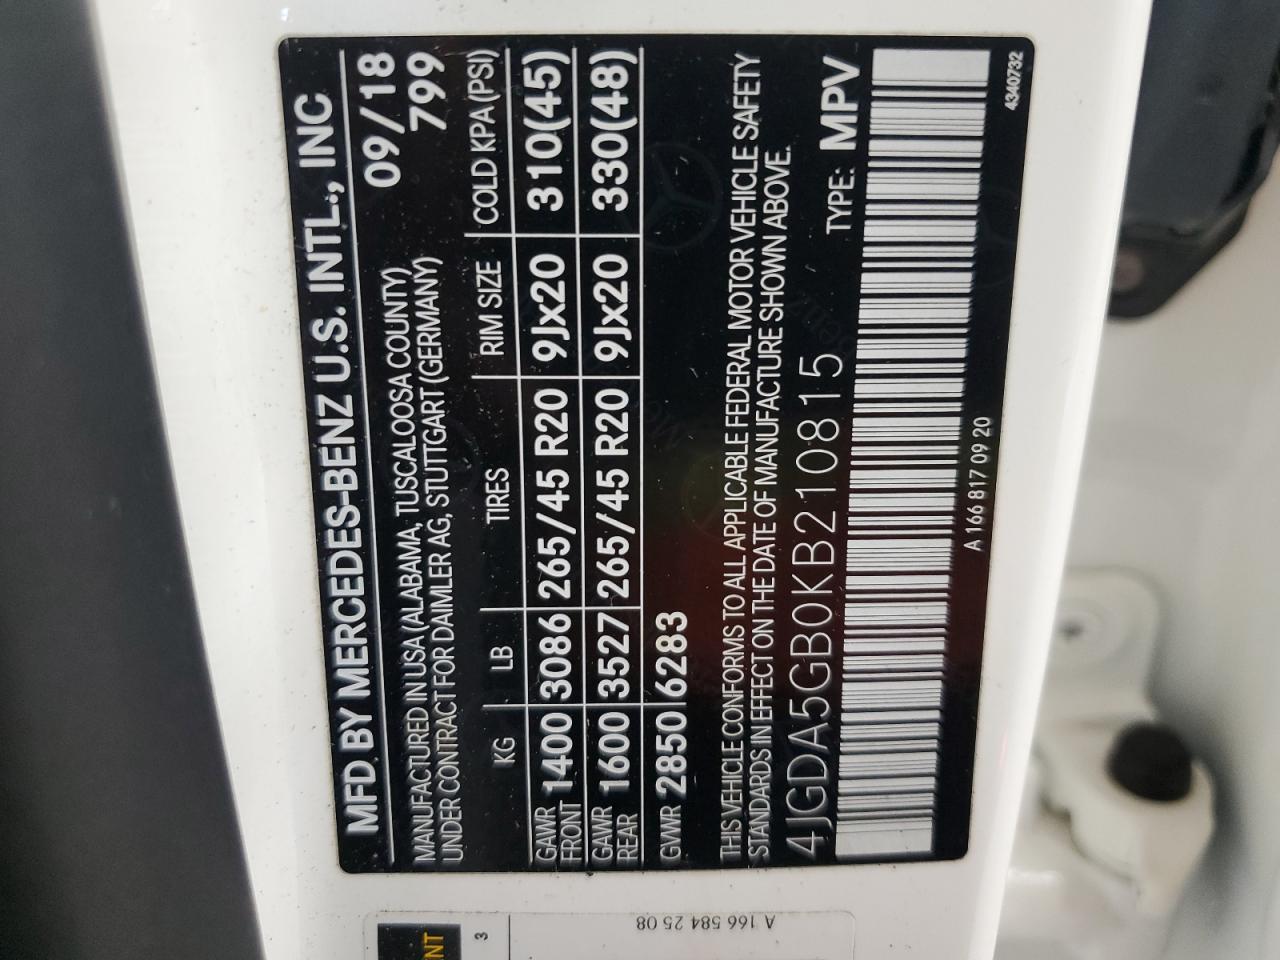 MFD BY MERCEDES-BENZ U.S. INTL., INC
09/18
MANUFACTURED IN USA (ALABAMA, TUSCALOOSA COUNTY)
UNDER CONTRACT FOR DAIMLER AG, STUTTGART (GERMANY)
799
KG LB TIRES RIM SIZE COLD KPA (PSI)
GAWR FRONT 1400 3086 265/45 R20 9Jx20 310(45)
GAWR REAR 1600 3527 265/45 R20 9Jx20 330(48)
GVWR 2850 6283
THIS VEHICLE CONFORMS TO ALL APPLICABLE FEDERAL MOTOR VEHICLE SAFETY
STANDARDS IN EFFECT ON THE DATE OF MANUFACTURE SHOWN ABOVE.
4JGDA5GB0KB210815 TYPE: MPV
A 166 817 09 20
4340732
3
A 166 584 25 08